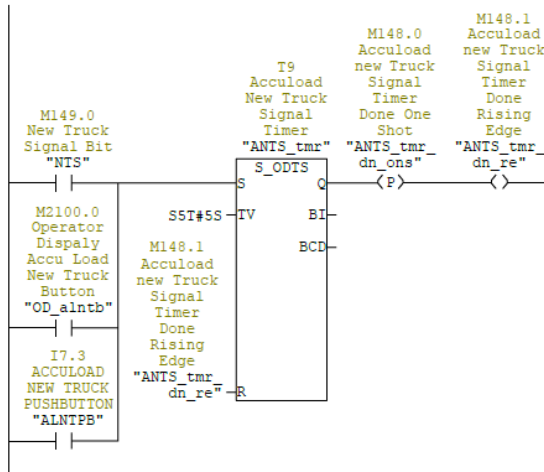 M148.0
Accuload
new Truck
Signal
Timer
Done One
Shot
"ANTS_tmr_
dn_ons"
(P)
M148.1
Accuload
new Truck
Signal
Timer
Done
Rising
Edge
"ANTS_tmr_
dn_re"
( )
T9
Accuload
New Truck
Signal
Timer
"ANTS_tmr"
S_ODTS
M149.0
New Truck
Signal Bit
"NTS"
S
Q
S5T#5S
TV
BI
BCD
M2100.0
Operator
Dispaly
Accu Load
New Truck
Button
"OD_alntb"
M148.1
Accuload
new Truck
Signal
Timer
Done
Rising
Edge
"ANTS_tmr_
dn_re"
R
I7.3
ACCULOAD
NEW TRUCK
PUSHBUTTON
"ALNTPB"